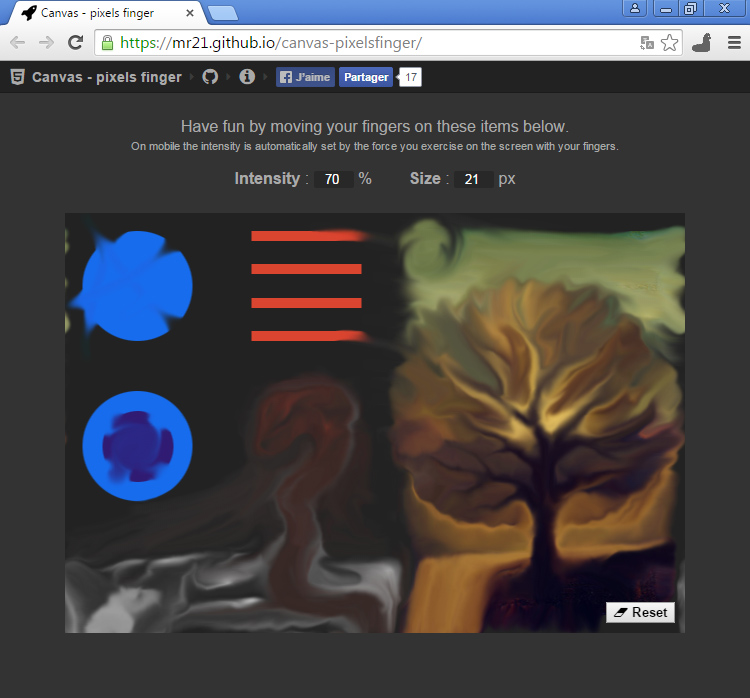 Canvas - pixels finger
https://mr21.github.io/canvas-pixelsfinger/
Canvas - pixels finger J'aime Partager 17
Have fun by moving your fingers on these items below.
On mobile the intensity is automatically set by the force you exercise on the screen with your fingers.
Intensity : 70 % Size : 21 px
Reset